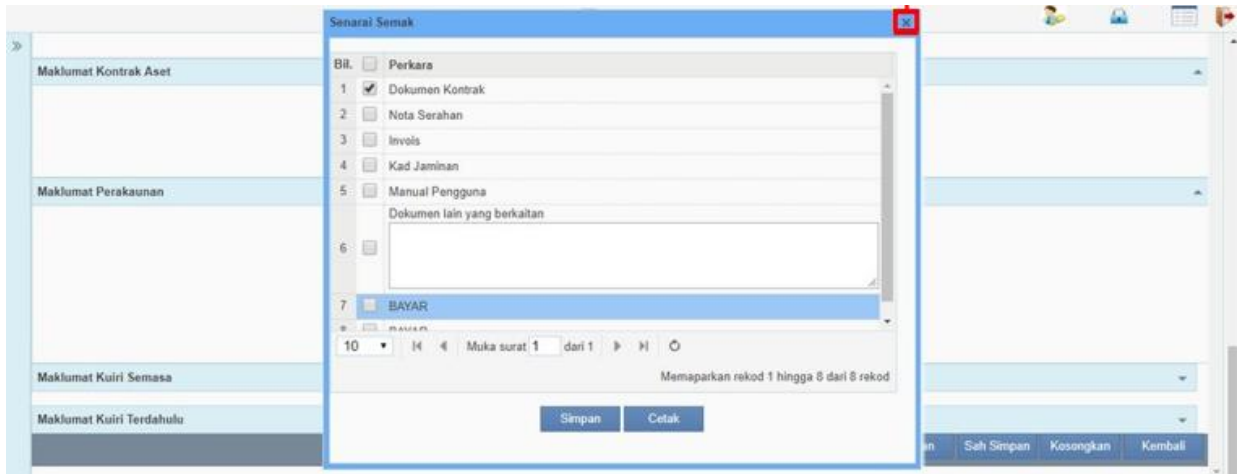 Senarai Semak
Bil. Perkara
1 Dokumen Kontrak
2 Nota Serahan
3 Invois
4 Kad Jaminan
5 Manual Pengguna
Dokumen lain yang berkaitan
6
7 BAYAR
8 BAYAR
10 Muka surat 1 dari 1
Memaparkan rekod 1 hingga 8 dari 8 rekod
Simpan Cetak
Maklumat Kontrak Aset
Maklumat Perakaunan
Maklumat Kuiri Semasa
Maklumat Kuiri Terdahulu
Sah Simpan Kosongkan Kembali